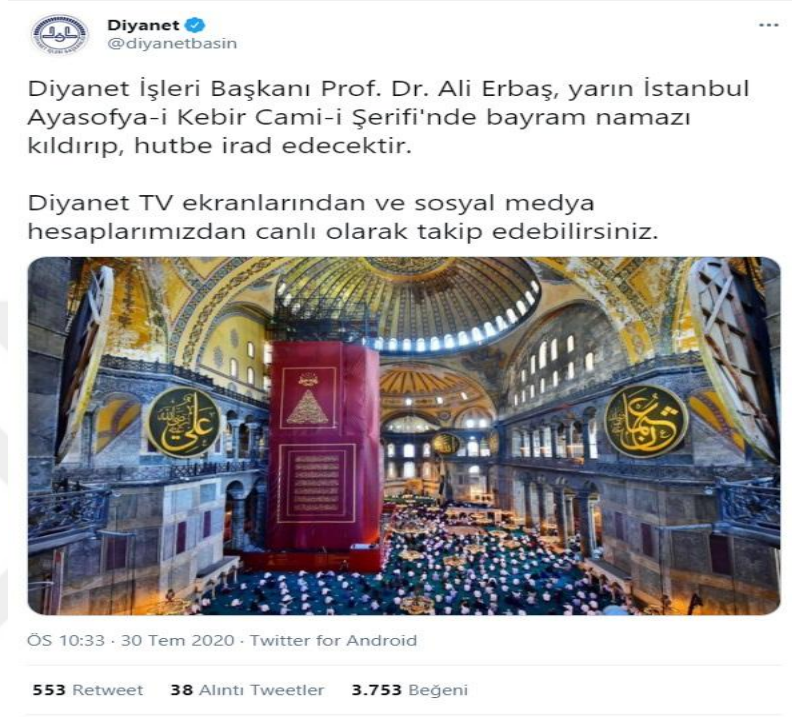 Diyanet
@diyanetbasin
Diyanet İşleri Başkanı Prof. Dr. Ali Erbaş, yarın İstanbul
Ayasofya-i Kebir Cami-i Şerifi'nde bayram namazı
kıldırıp, hutbe irad edecektir.
Diyanet TV ekranlarından ve sosyal medya
hesaplarımızdan canlı olarak takip edebilirsiniz.
ÖS 10:33 · 30 Tem 2020 · Twitter for Android
553 Retweet 38 Alıntı Tweetler 3.753 Beğeni